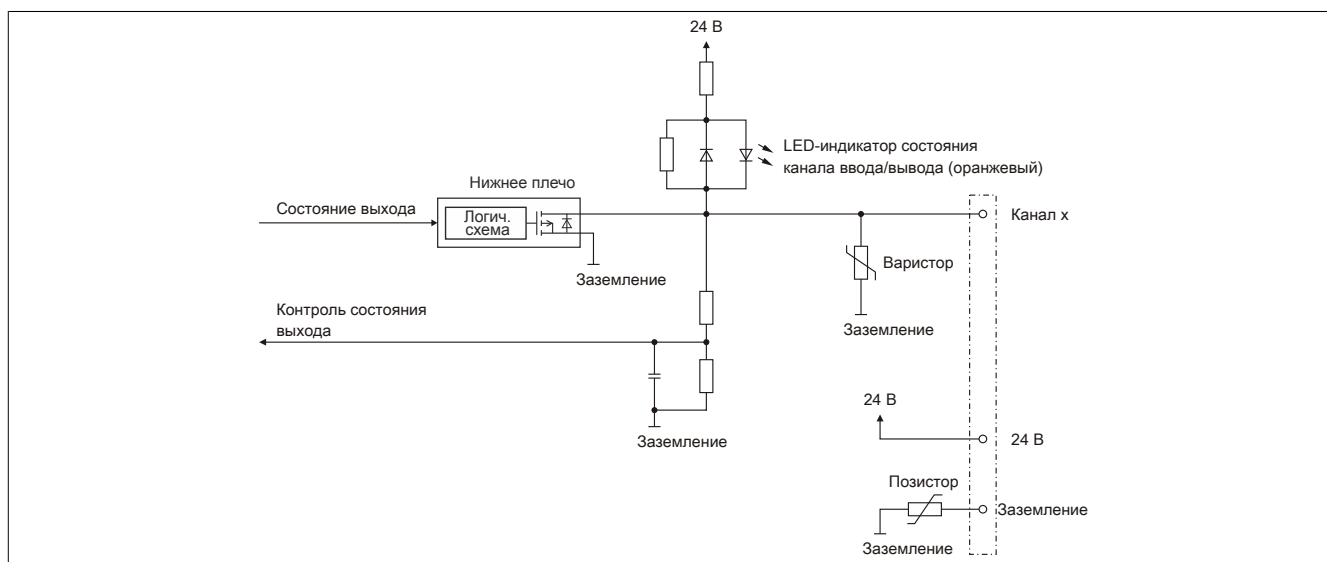 24 В
LED-индикатор состояния
канала ввода/вывода (оранжевый)
Нижнее плечо
Состояние выхода
Логич.
схема
Канал x
Заземление
Варистор
Контроль состояния
выхода
Заземление
24 В
Заземление
24 В
Позистор
Заземление
Заземление